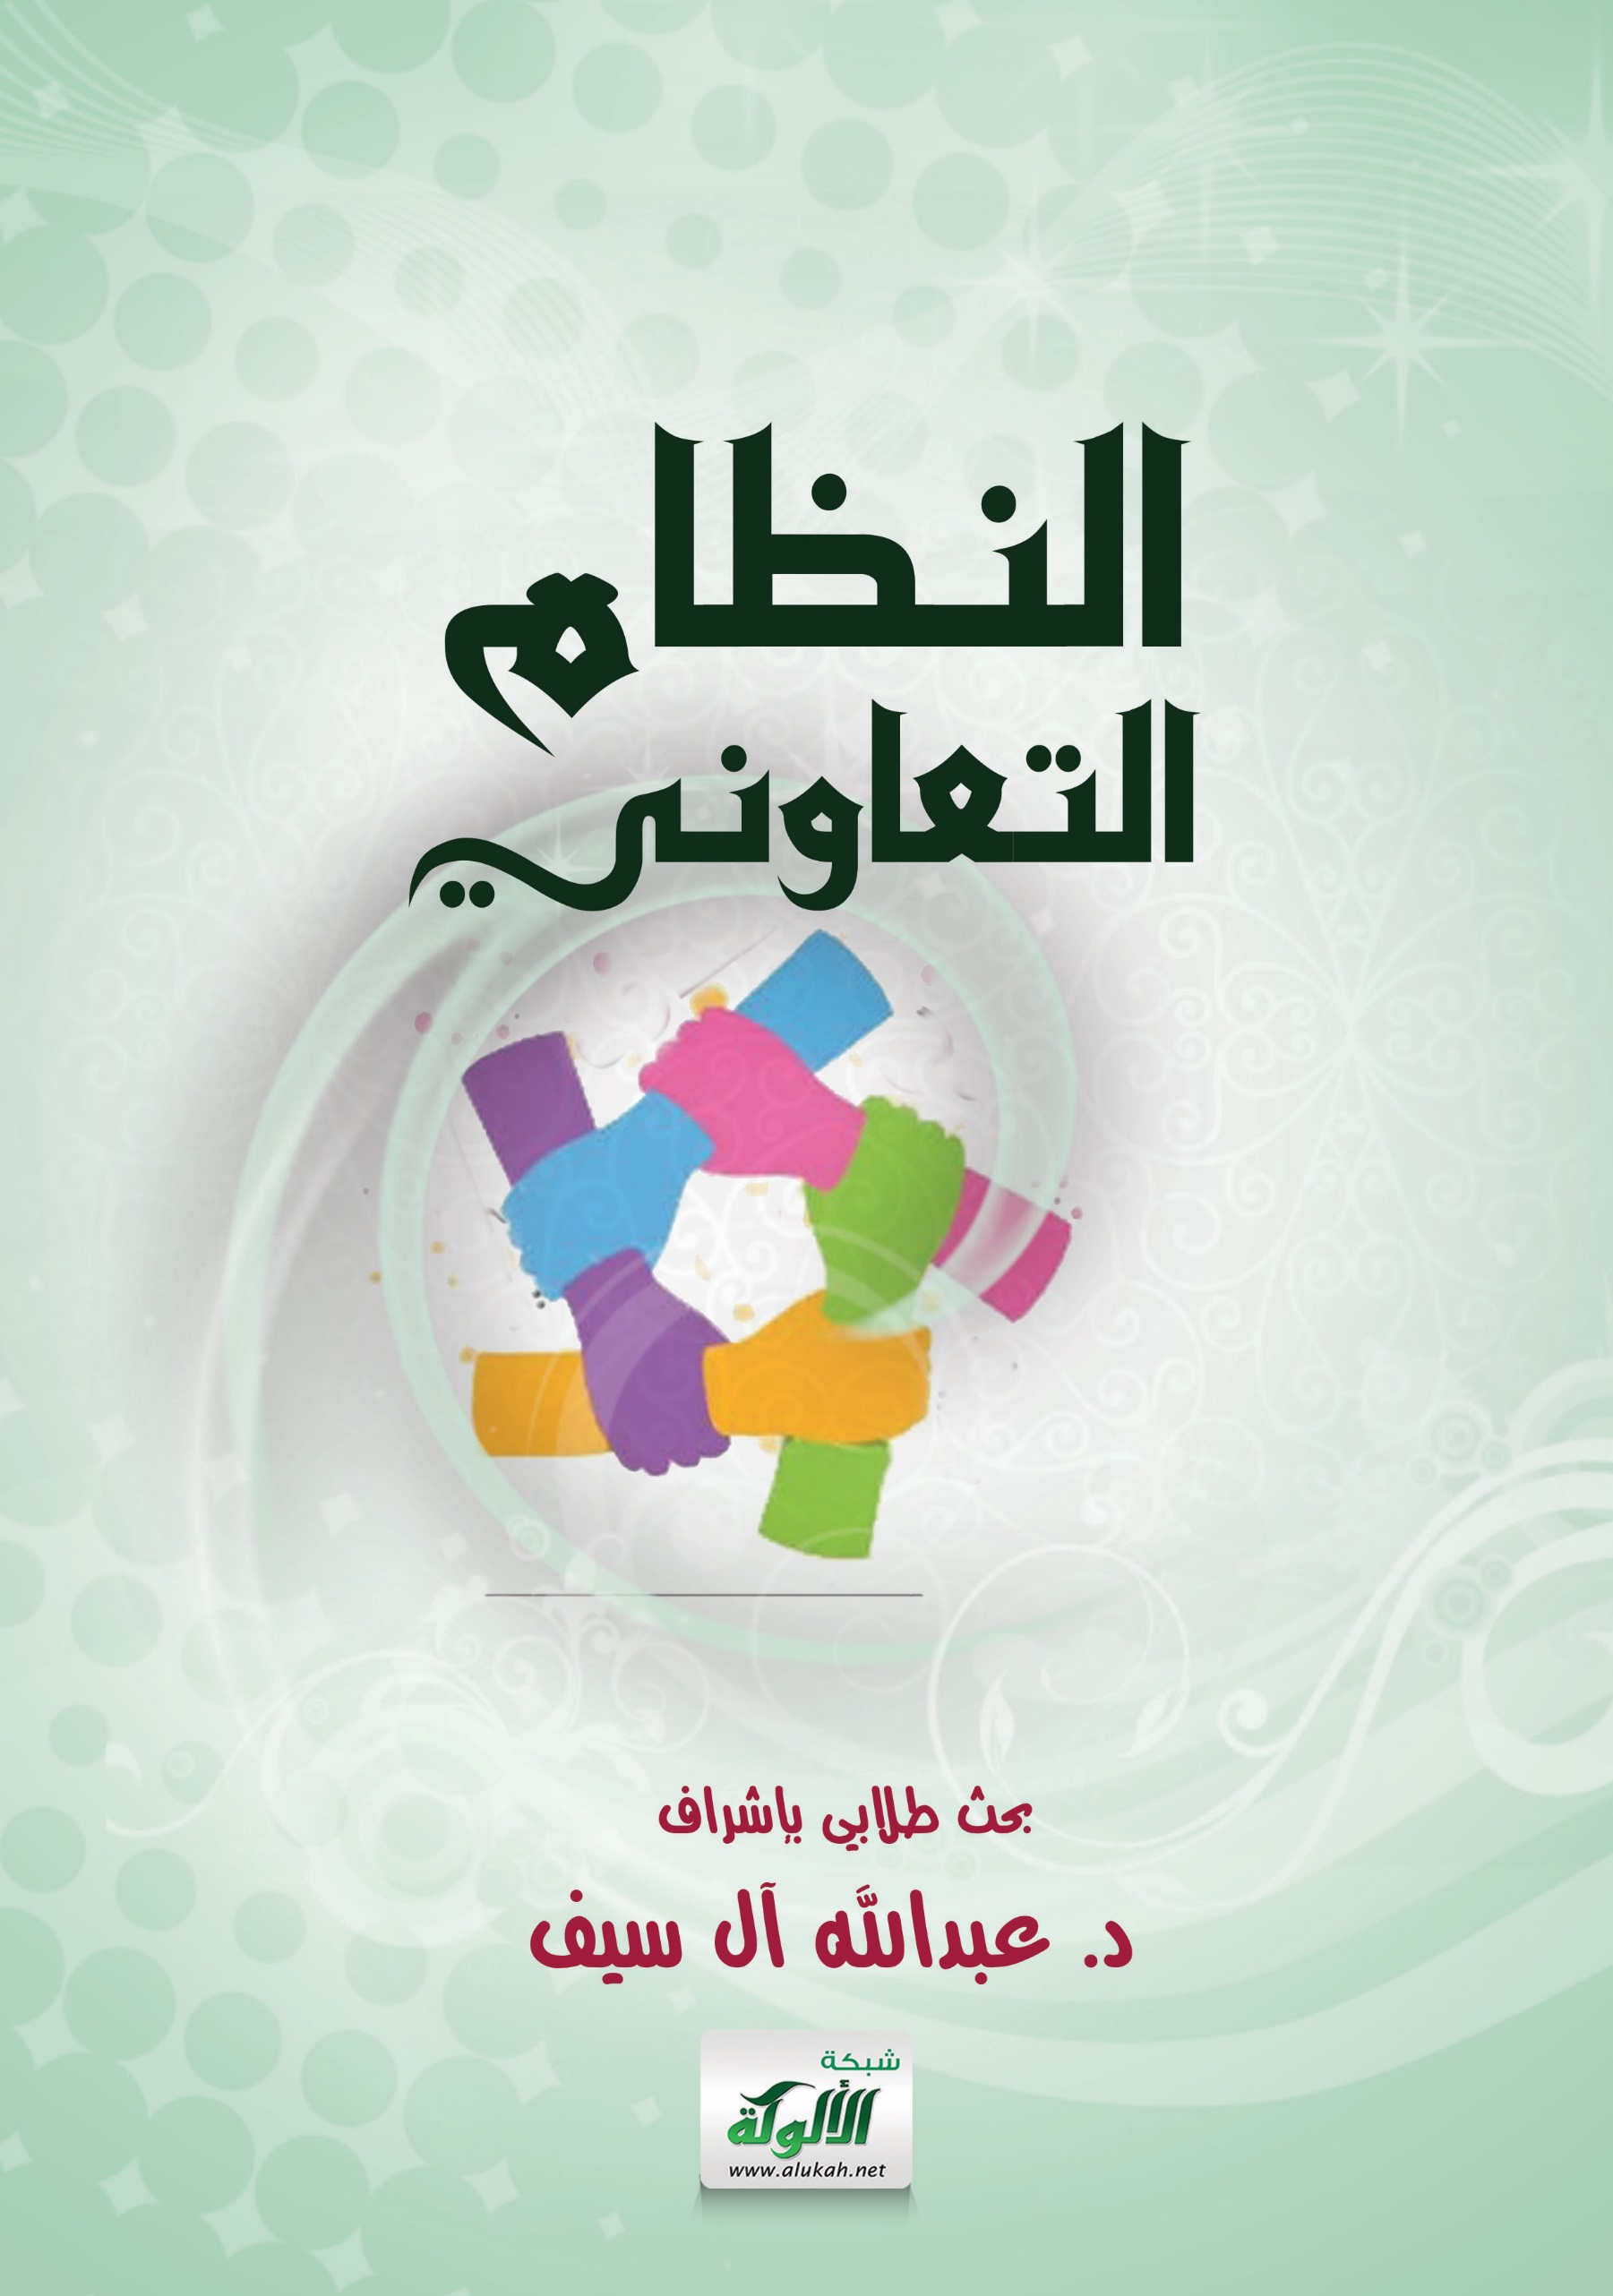 النظام
التعاوني
بحث طلابي بإشراف
د. عبدالله آل سيف
شبكة
الألوكة
www.alukah.net